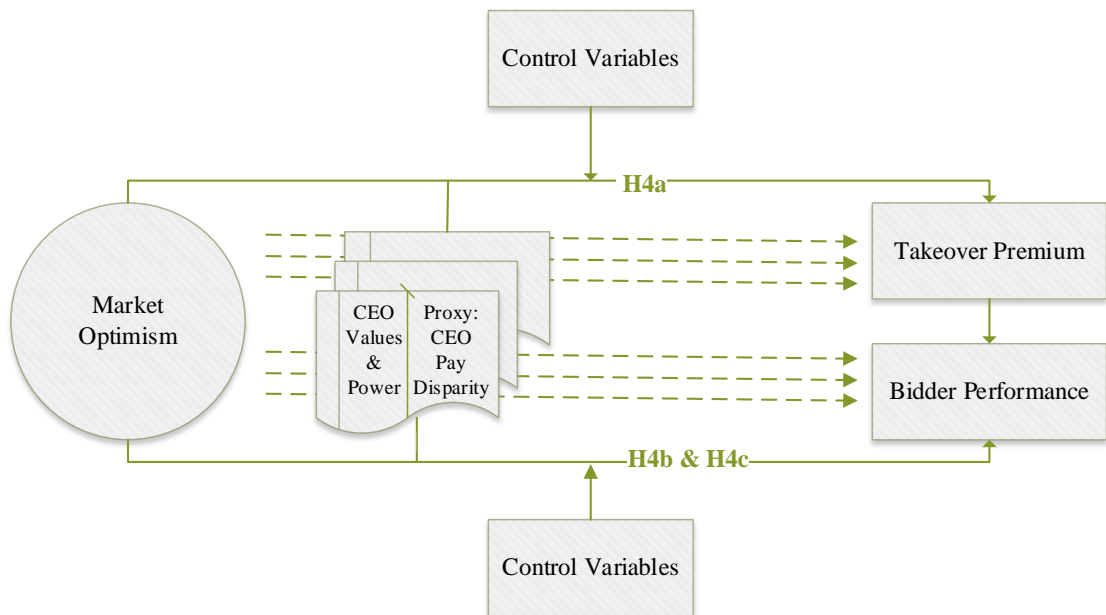 Control Variables
H4a
Takeover Premium
Market
Optimism
CEO
Values
&
Power
Proxy:
CEO
Pay
Disparity
Bidder Performance
H4b & H4c
Control Variables